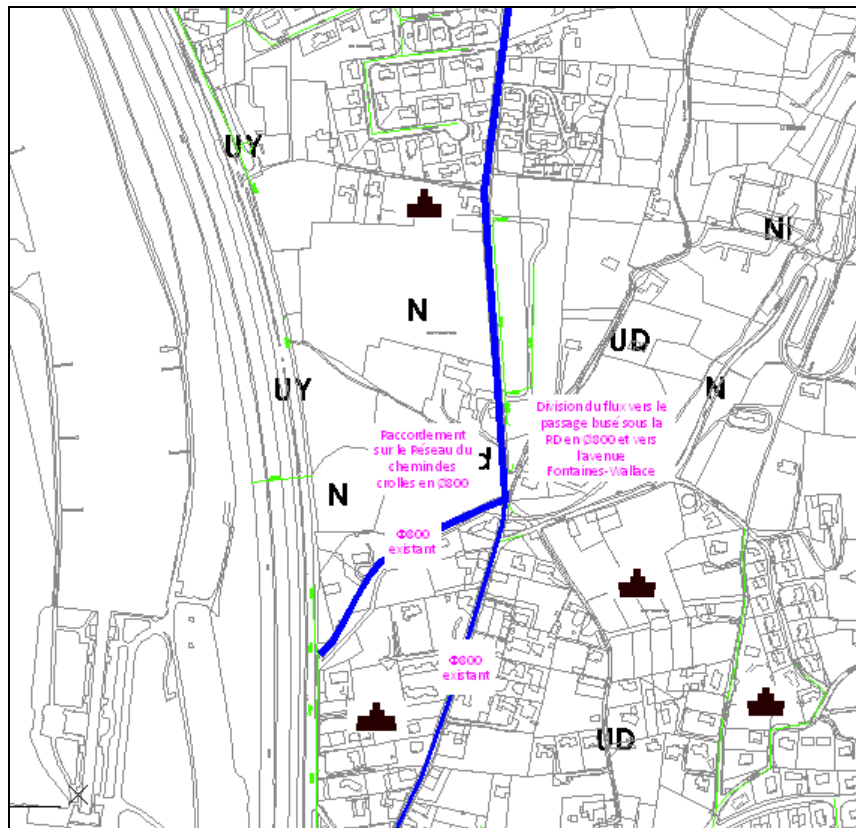 UY
NI
N
UD
UY
N
Division du flux vers le
passage busé sous la
RD en Ø800 et vers
l'avenue
Fontaines-Wallace
Raccordement
sur le Réseau du
chemin des
crolles en Ø800
d
N
Φ800
existant
Φ800
existant
UD